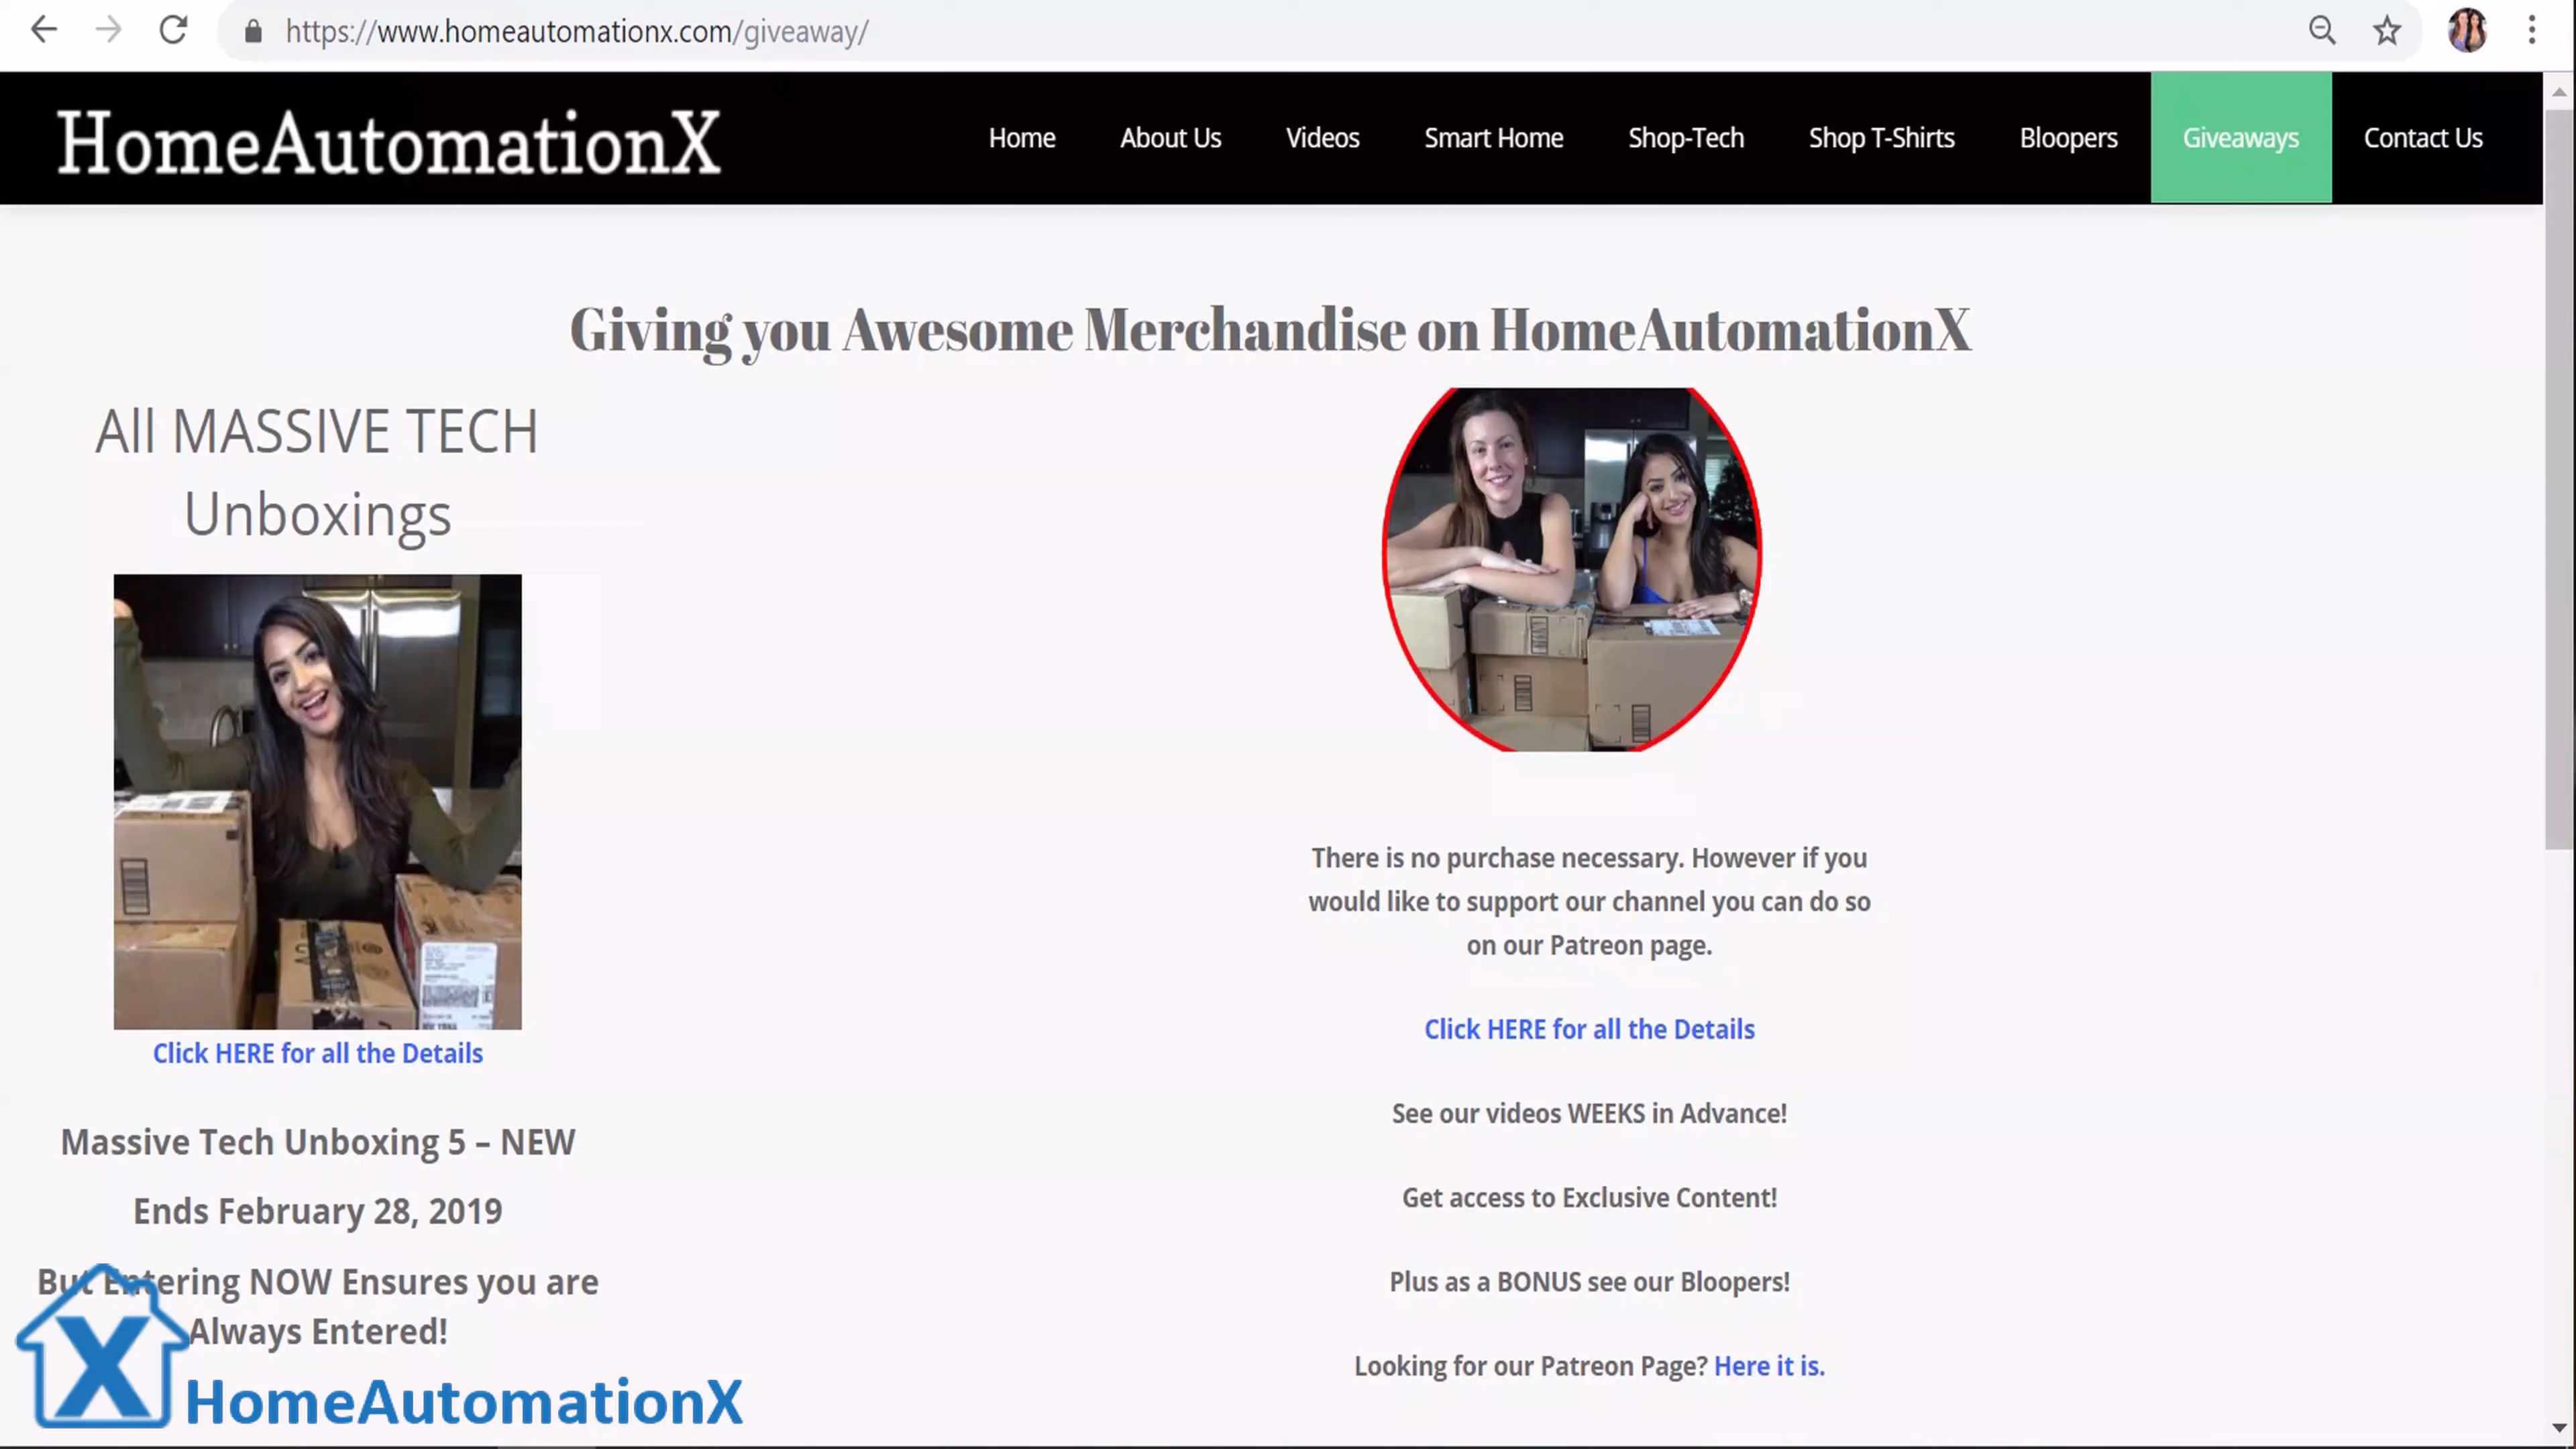 https://www.homeautomationx.com/giveaway/
HomeAutomationX
Home
About Us
Videos
Smart Home
Shop-Tech
Shop T-Shirts
Bloopers
Giveaways
Contact Us
Giving you Awesome Merchandise on HomeAutomationX
All MASSIVE TECH
Unboxings
Click HERE for all the Details
Massive Tech Unboxing 5 – NEW
Ends February 28, 2019
But Entering NOW Ensures you are
Always Entered!
X
HomeAutomationX
There is no purchase necessary. However if you
would like to support our channel you can do so
on our Patreon page.
Click HERE for all the Details
See our videos WEEKS in Advance!
Get access to Exclusive Content!
Plus as a BONUS see our Bloopers!
Looking for our Patreon Page? Here it is.